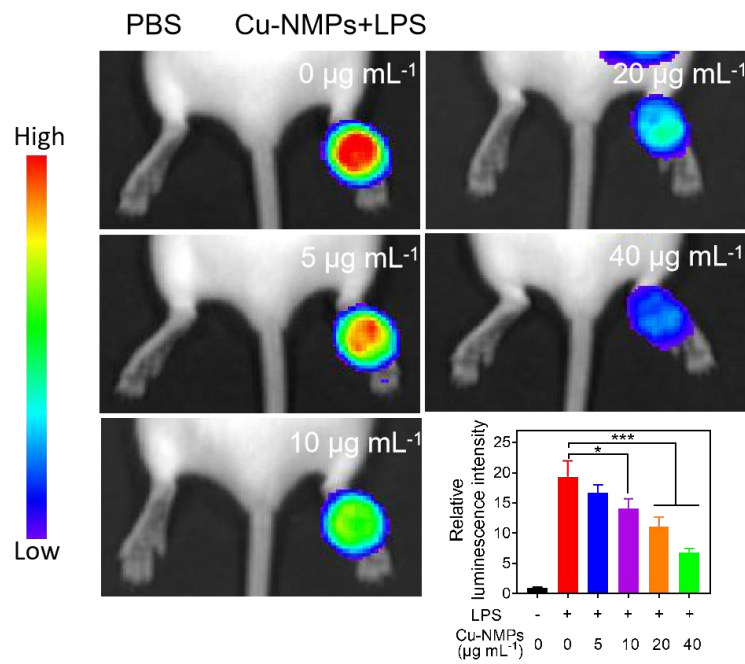 PBS Cu-NMPs+LPS
High
Low
0 µg mL-1
5 µg mL-1
10 µg mL-1
20 µg mL-1
40 µg mL-1
Relative
luminescence intensity
25
20
15
10
5
0
***
*
LPS - + + + + +
Cu-NMPs
(µg mL-1)
0 0 5 10 20 40